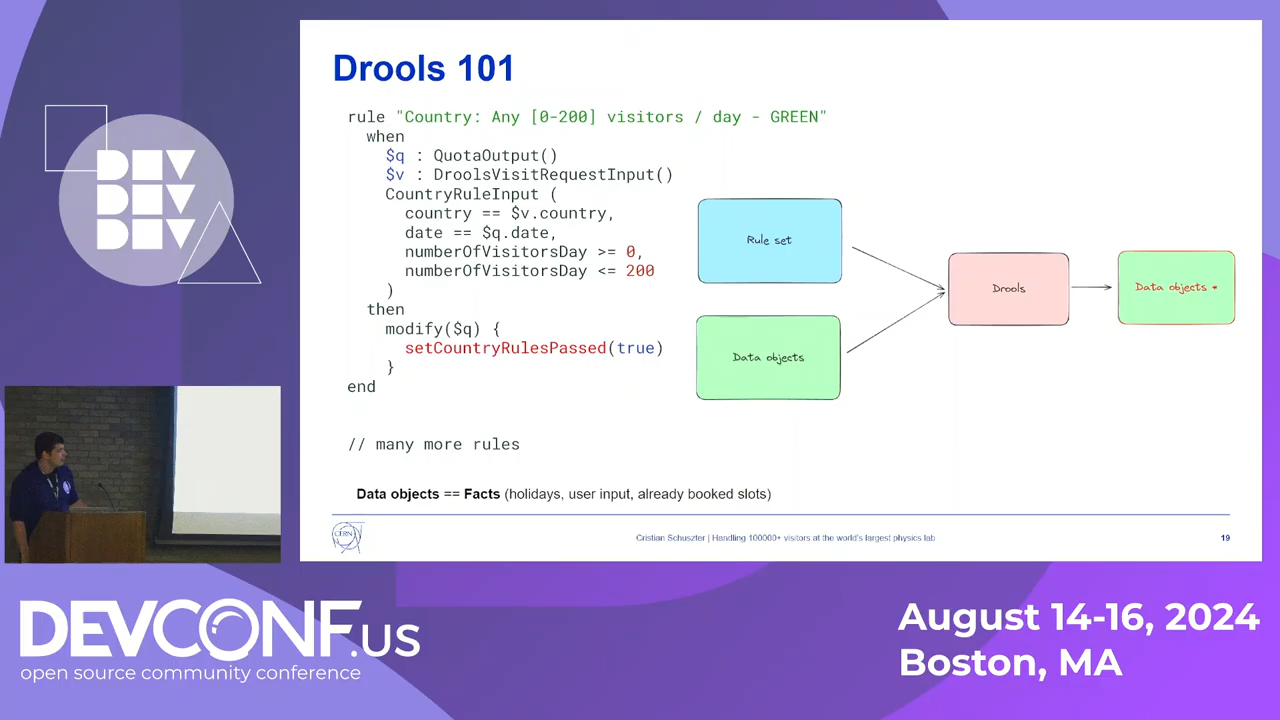 Drools 101
rule "Country: Any [0-200] visitors / day - GREEN"
when
$q : QuotaOutput()
$v : DroolsVisitRequestInput()
CountryRuleInput (
country == $v.country,
date == $q.date,
numberOfVisitorsDay >= 0,
numberOfVisitorsDay <= 200
)
then
modify($q) {
setCountryRulesPassed(true)
}
end
// many more rules
Rule set
Data objects
Drools
Data objects *
Data objects == Facts (holidays, user input, already booked slots)
CERN
Cristian Schuszter | Handling 100000+ visitors at the world's largest physics lab
19
DEV
DEV
DEV
DEVCONF.US
open source community conference
August 14-16, 2024
Boston, MA